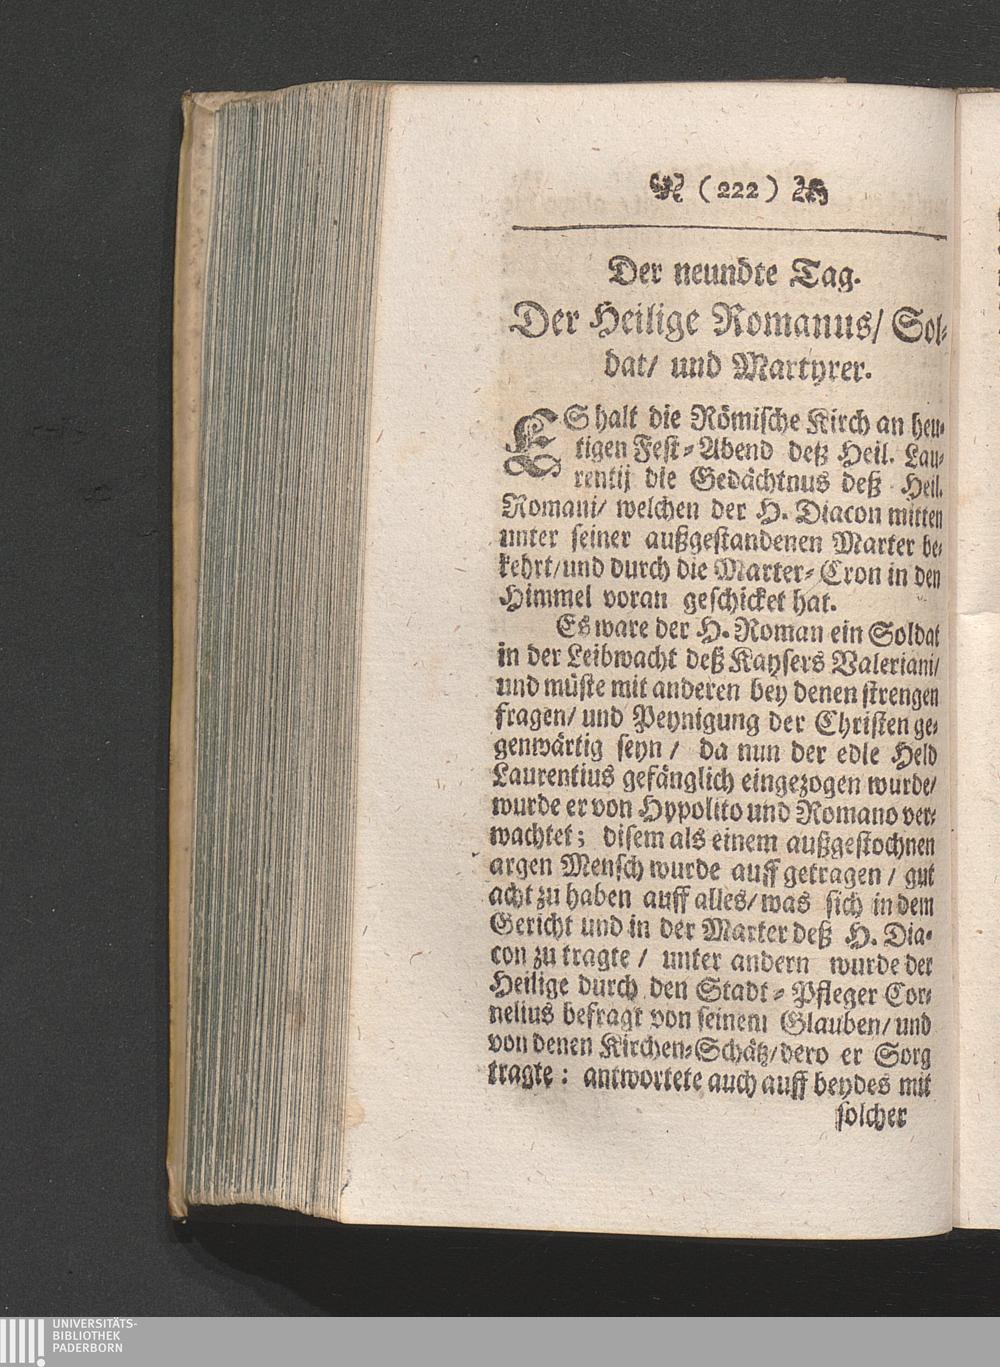 ( 222 )
Der neundte Tag.
Der Heilige Romanus/ Sol-
dat/ und Martyrer.
ES halt die Römische Kirch an heu-
tigen Fest-Abend deß Heil. Lau-
rentij die Gedächtnus deß Heil.
Romani/ welchen der H. Diacon mitten
unter seiner außgestandenen Marter be-
kehrt/und durch die Marter-Cron in den
Himmel voran geschicket hat.
Es ware der H. Roman ein Soldat
in der Leibwacht deß Kaysers Valeriani/
und müste mit anderen bey denen strengen
fragen/ und Peynigung der Christen ge-
genwärtig seyn / da nun der edle Held
Laurentius gefänglich eingezogen wurde/
wurde er von Hyppolito und Romano ver-
wachtet; disem als einem außgestochnen
argen Mensch wurde auff getragen / gut
acht zu haben auff alles/was sich in dem
Gericht und in der Marter deß H. Dia-
con zu tragte / unter andern wurde der
Heilige durch den Stadt-Pfleger Cor-
nelius befragt von seinem Glauben/ und
von denen Kirchen-Schätz/dero er Sorg
tragte: antwortete auch auff beydes mit
solcher
UNIVERSITÄTS-
BIBLIOTHEK
PADERBORN